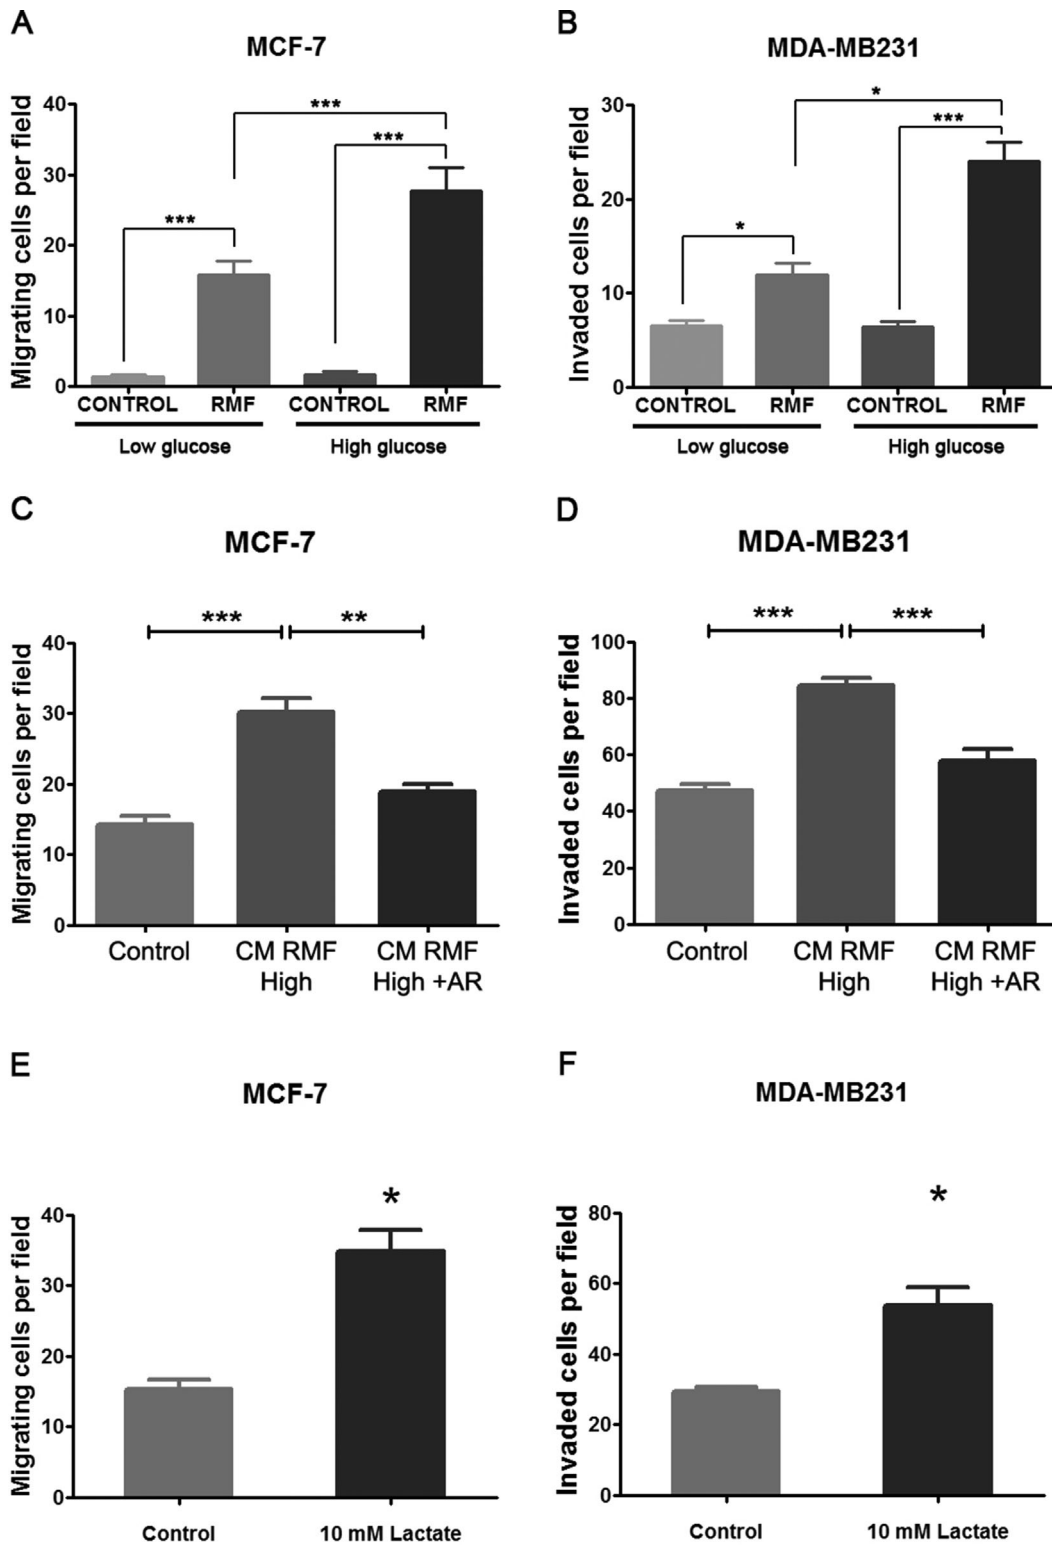 A
MCF-7
Migrating cells per field
40
30
20
10
0
***
***
***
CONTROL RMF CONTROL RMF
Low glucose High glucose
B
MDA-MB231
Invaded cells per field
30
20
10
0
*
***
*
CONTROL RMF CONTROL RMF
Low glucose High glucose
C
MCF-7
Migrating cells per field
40
30
20
10
0
*** **
Control CM RMF CM RMF
High High +AR
D
MDA-MB231
Invaded cells per field
100
80
60
40
20
0
*** ***
Control CM RMF CM RMF
High High +AR
E
MCF-7
Migrating cells per field
40
30
20
10
0
*
Control 10 mM Lactate
F
MDA-MB231
Invaded cells per field
80
60
40
20
0
*
Control 10 mM Lactate